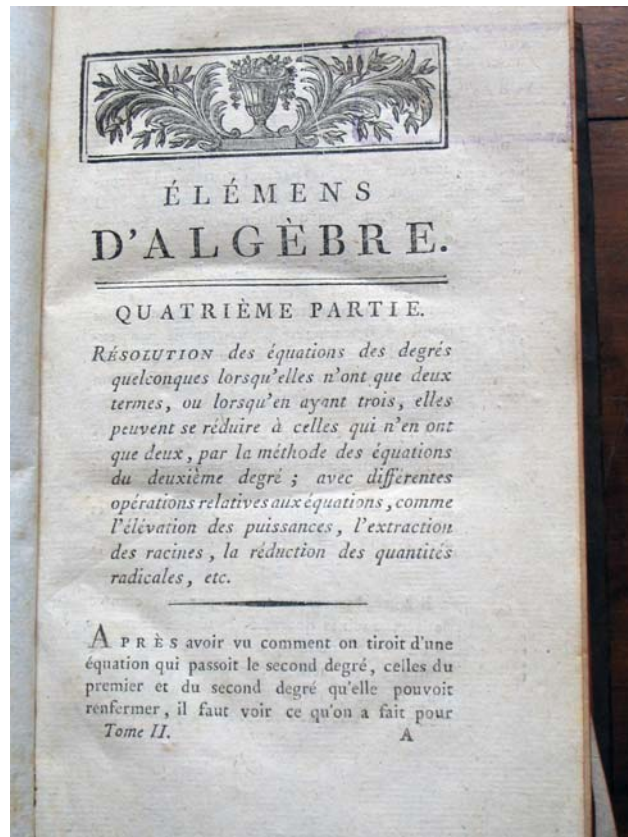 ÉLÉMENS
D'ALGÈBRE.
QUATRIÈME PARTIE.
RÉSOLUTION des équations des degrés
quelconques lorsqu'elles n'ont que deux
termes, ou lorsqu'en ayant trois, elles
peuvent se réduire à celles qui n'en ont
que deux, par la méthode des équations
du deuxième degré ; avec différentes
opérations relatives aux équations, comme
l'élévation des puissances, l'extraction
des racines, la réduction des quantités
radicales, etc.
APRÈS avoir vu comment on tiroit d'une
équation qui passoit le second degré, celles du
premier et du second degré qu'elle pouvoit
renfermer, il faut voir ce qu'on a fait pour
Tome II. A